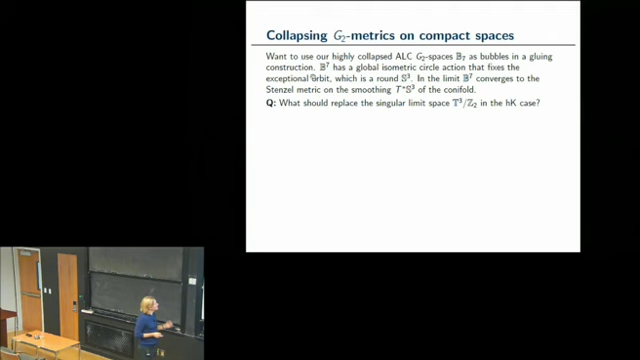 Collapsing G₂-metrics on compact spaces
Want to use our highly collapsed ALC G₂-spaces 𝔹₇ as bubbles in a gluing
construction. 𝔹⁷ has a global isometric circle action that fixes the
exceptional orbit, which is a round 𝕊³. In the limit 𝔹⁷ converges to the
Stenzel metric on the smoothing T*𝕊³ of the conifold.
Q: What should replace the singular limit space 𝕋³/ℤ₂ in the hK case?